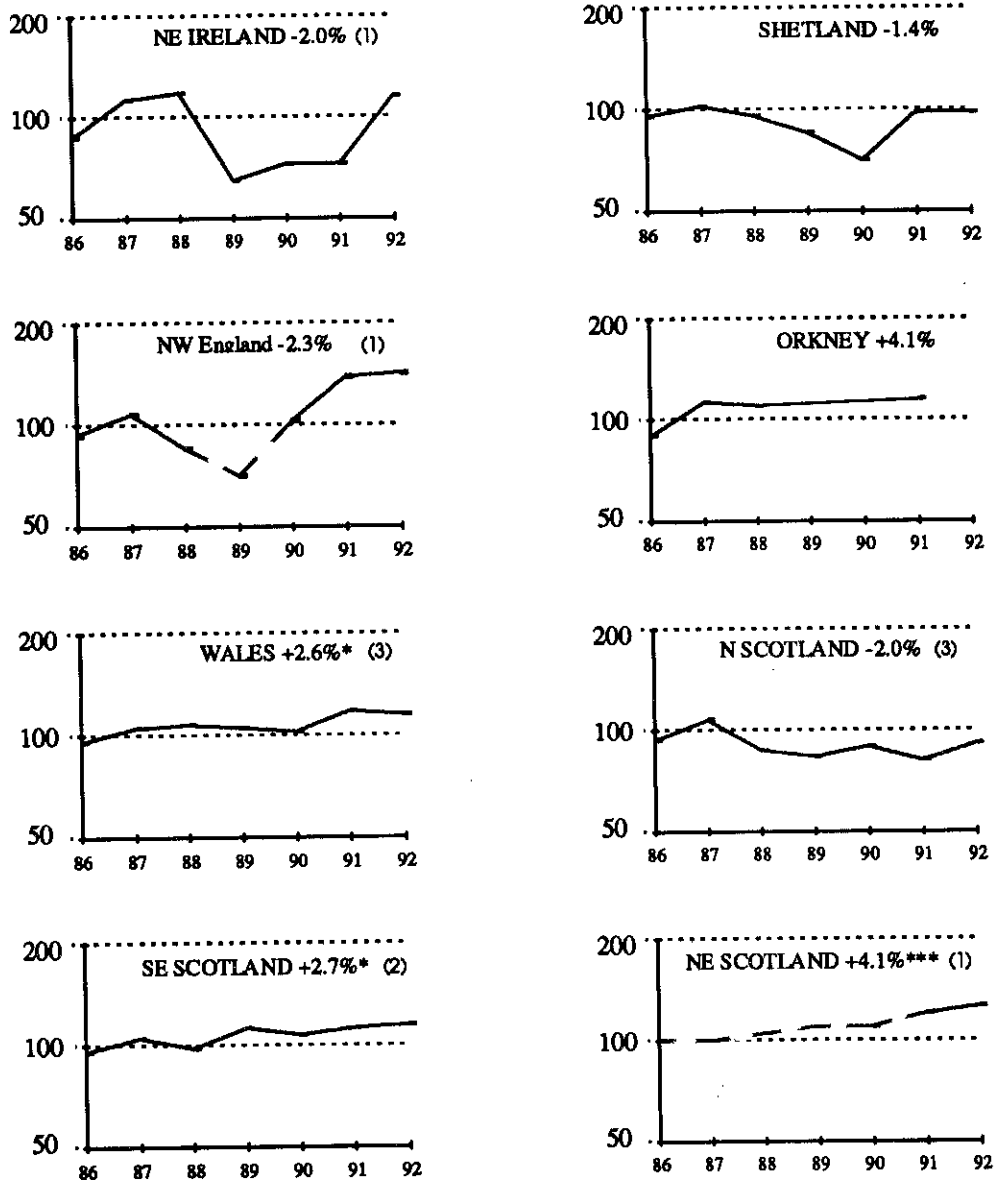 200
NE IRELAND -2.0% (1)
100
50
86 87 88 89 90 91 92
200
SHETLAND -1.4%
100
50
86 87 88 89 90 91 92
200
NW England -2.3% (1)
100
50
86 87 88 89 90 91 92
200
ORKNEY +4.1%
100
50
86 87 88 89 90 91 92
200
WALES +2.6%* (3)
100
50
86 87 88 89 90 91 92
200
N SCOTLAND -2.0% (3)
100
50
86 87 88 89 90 91 92
200
SE SCOTLAND +2.7%* (2)
100
50
86 87 88 89 90 91 92
200
NE SCOTLAND +4.1%*** (1)
100
50
86 87 88 89 90 91 92